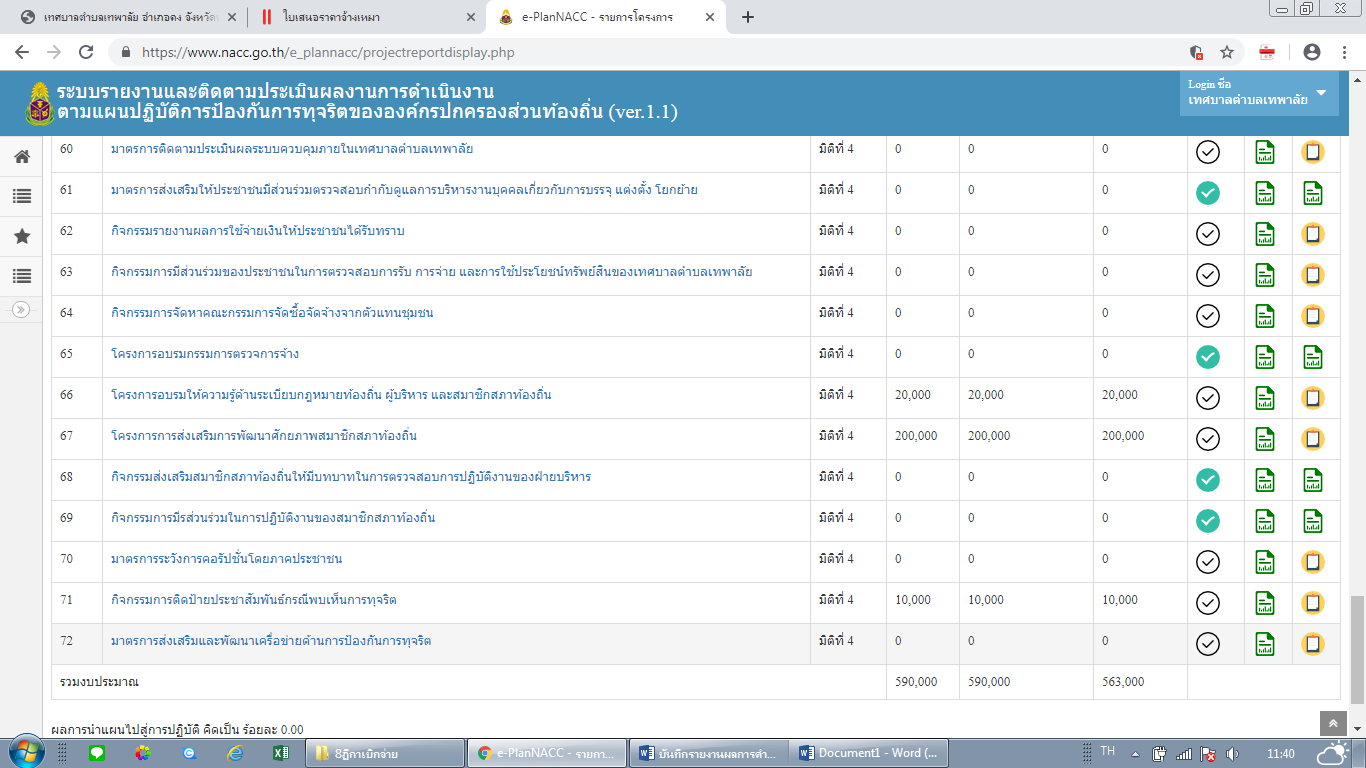 เทศบาลตำบลเทพาลัย อำเภอคง จังหวัด
ใบเสนอราคาจ้างเหมา
e-PlanNACC - รายการโครงการ
https://www.nacc.go.th/e_plannacc/projectreportdisplay.php
ระบบรายงานและติดตามประเมินผลงานการดำเนินงาน
ตามแผนปฏิบัติการป้องกันการทุจริตขององค์กรปกครองส่วนท้องถิ่น (ver.1.1)
Login ชื่อ
เทศบาลตำบลเทพาลัย
60 มาตรการติดตามประเมินผลระบบควบคุมภายในเทศบาลตำบลเทพาลัย มิติที่ 4 0 0 0
61 มาตรการส่งเสริมให้ประชาชนมีส่วนร่วมตรวจสอบกำกับดูแลการบริหารงานบุคคลเกี่ยวกับการบรรจุ แต่งตั้ง โยกย้าย มิติที่ 4 0 0 0
62 กิจกรรมรายงานผลการใช้จ่ายเงินให้ประชาชนได้รับทราบ มิติที่ 4 0 0 0
63 กิจกรรมการมีส่วนร่วมของประชาชนในการตรวจสอบการรับ การจ่าย และการใช้ประโยชน์ทรัพย์สินของเทศบาลตำบลเทพาลัย มิติที่ 4 0 0 0
64 กิจกรรมการจัดหาคณะกรรมการจัดซื้อจัดจ้างจากตัวแทนชุมชน มิติที่ 4 0 0 0
65 โครงการอบรมกรรมการตรวจการจ้าง มิติที่ 4 0 0 0
66 โครงการอบรมให้ความรู้ด้านระเบียบกฎหมายท้องถิ่น ผู้บริหาร และสมาชิกสภาท้องถิ่น มิติที่ 4 20,000 20,000 20,000
67 โครงการการส่งเสริมการพัฒนาศักยภาพสมาชิกสภาท้องถิ่น มิติที่ 4 200,000 200,000 200,000
68 กิจกรรมส่งเสริมสมาชิกสภาท้องถิ่นให้มีบทบาทในการตรวจสอบการปฏิบัติงานของฝ่ายบริหาร มิติที่ 4 0 0 0
69 กิจกรรมการมีรส่วนร่วมในการปฏิบัติงานของสมาชิกสภาท้องถิ่น มิติที่ 4 0 0 0
70 มาตรการระวังการคอรัปชั่นโดยภาคประชาชน มิติที่ 4 0 0 0
71 กิจกรรมการติดป้ายประชาสัมพันธ์กรณีพบเห็นการทุจริต มิติที่ 4 10,000 10,000 10,000
72 มาตรการส่งเสริมและพัฒนาเครือข่ายด้านการป้องกันการทุจริต มิติที่ 4 0 0 0
รวมงบประมาณ 590,000 590,000 563,000
ผลการนำแผนไปสู่การปฏิบัติ คิดเป็น ร้อยละ 0.00
8ฎีกาเบิกจ่าย
e-PlanNACC - รายกา...
บันทึกรายงานผลการดำ...
Document1 - Word (...
TH
11:40